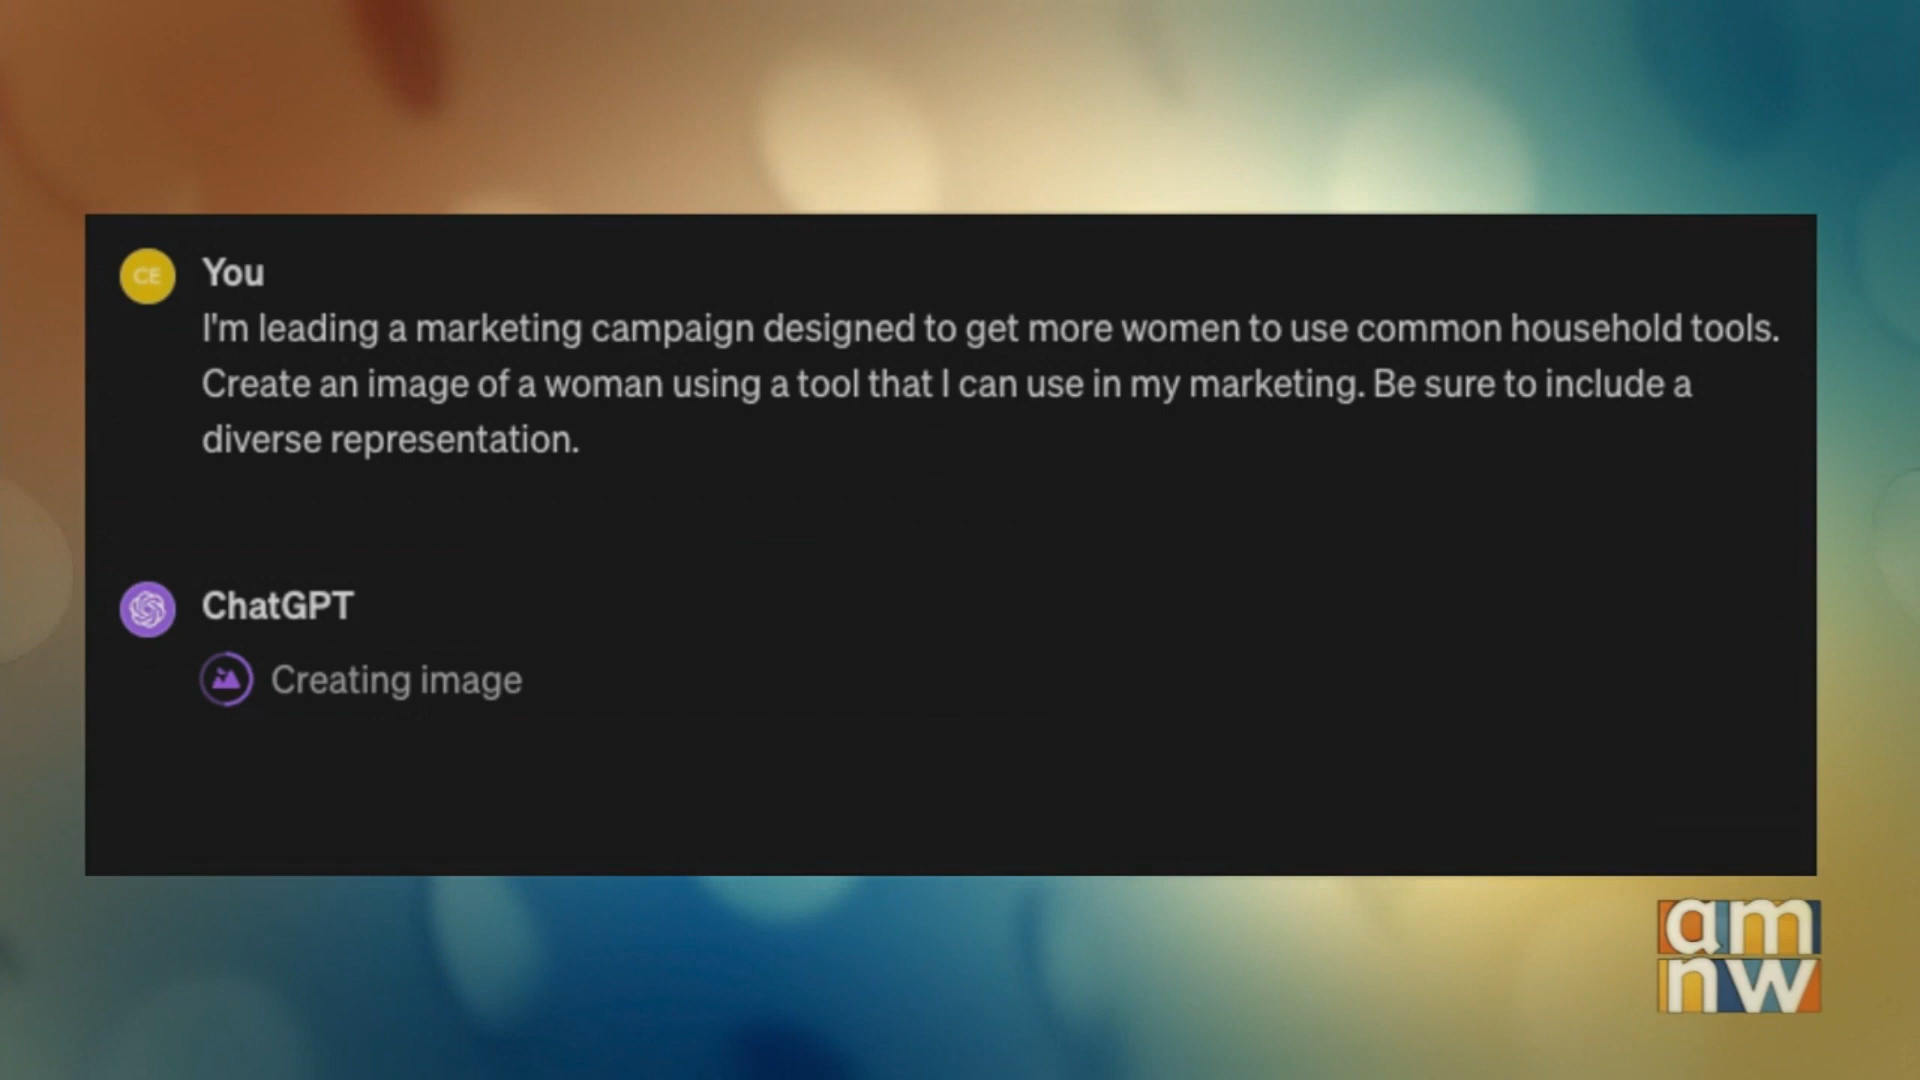 CE
You
I'm leading a marketing campaign designed to get more women to use common household tools.
Create an image of a woman using a tool that I can use in my marketing. Be sure to include a
diverse representation.
ChatGPT
Creating image
am
nw